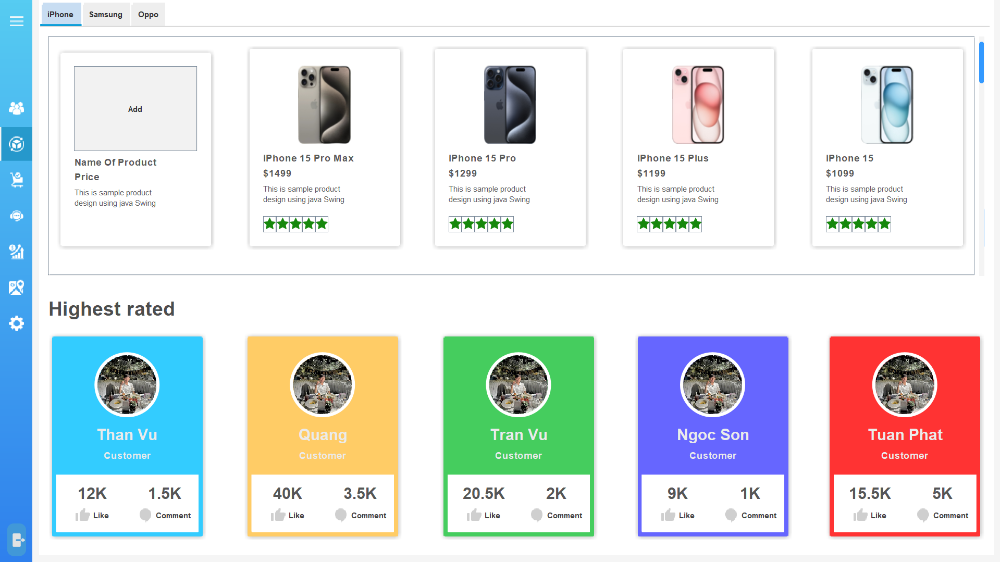 iPhone
Samsung
Oppo
Add
Name Of Product
Price
This is sample product
design using java Swing
iPhone 15 Pro Max
$1499
This is sample product
design using java Swing
iPhone 15 Pro
$1299
This is sample product
design using java Swing
iPhone 15 Plus
$1199
This is sample product
design using java Swing
iPhone 15
$1099
This is sample product
design using java Swing
Highest rated
Than Vu
Customer
12K
1.5K
Like
Comment
Quang
Customer
40K
3.5K
Like
Comment
Tran Vu
Customer
20.5K
2K
Like
Comment
Ngoc Son
Customer
9K
1K
Like
Comment
Tuan Phat
Customer
15.5K
5K
Like
Comment